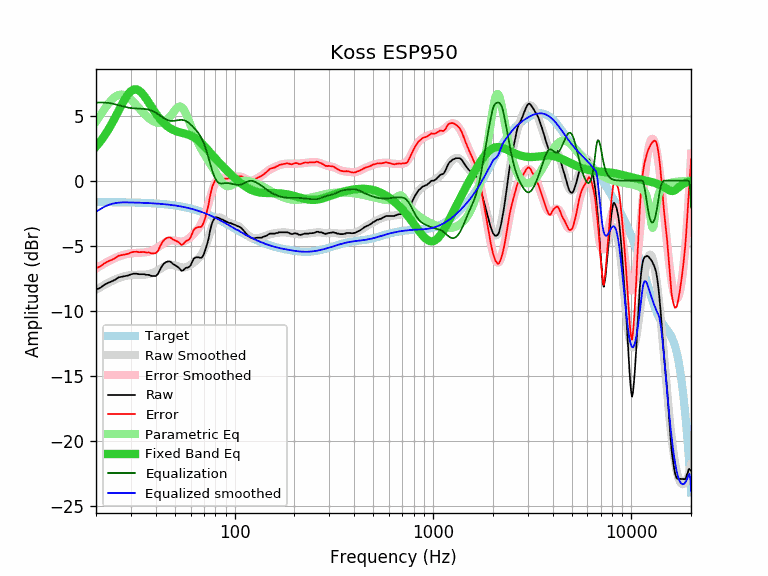 Koss ESP950
Amplitude (dBr)
5
0
−5
−10
−15
−20
−25
Target
Raw Smoothed
Error Smoothed
Raw
Error
Parametric Eq
Fixed Band Eq
Equalization
Equalized smoothed
100
1000
10000
Frequency (Hz)